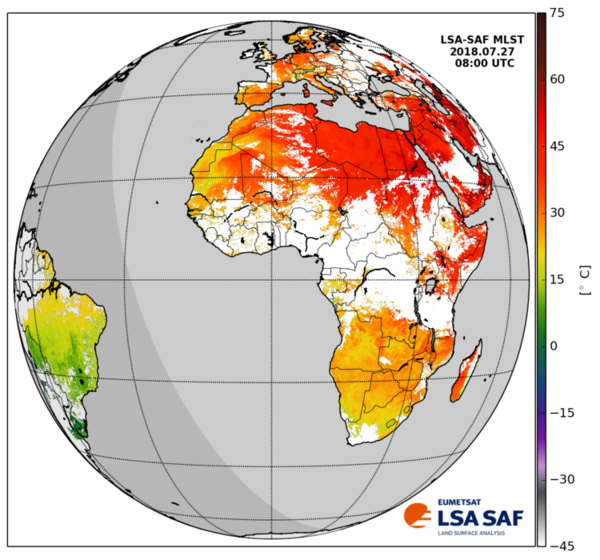 LSA-SAF MLST
2018.07.27
08:00 UTC
75
60
45
30
15
0
−15
−30
−45
[° C]
EUMETSAT
LSA SAF
LAND SURFACE ANALYSIS